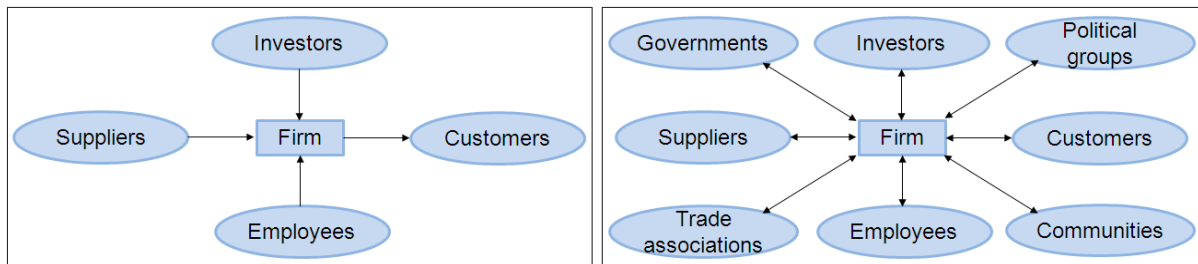 Investors
Suppliers
Firm
Customers
Employees
Governments
Investors
Political
groups
Suppliers
Firm
Customers
Trade
associations
Employees
Communities